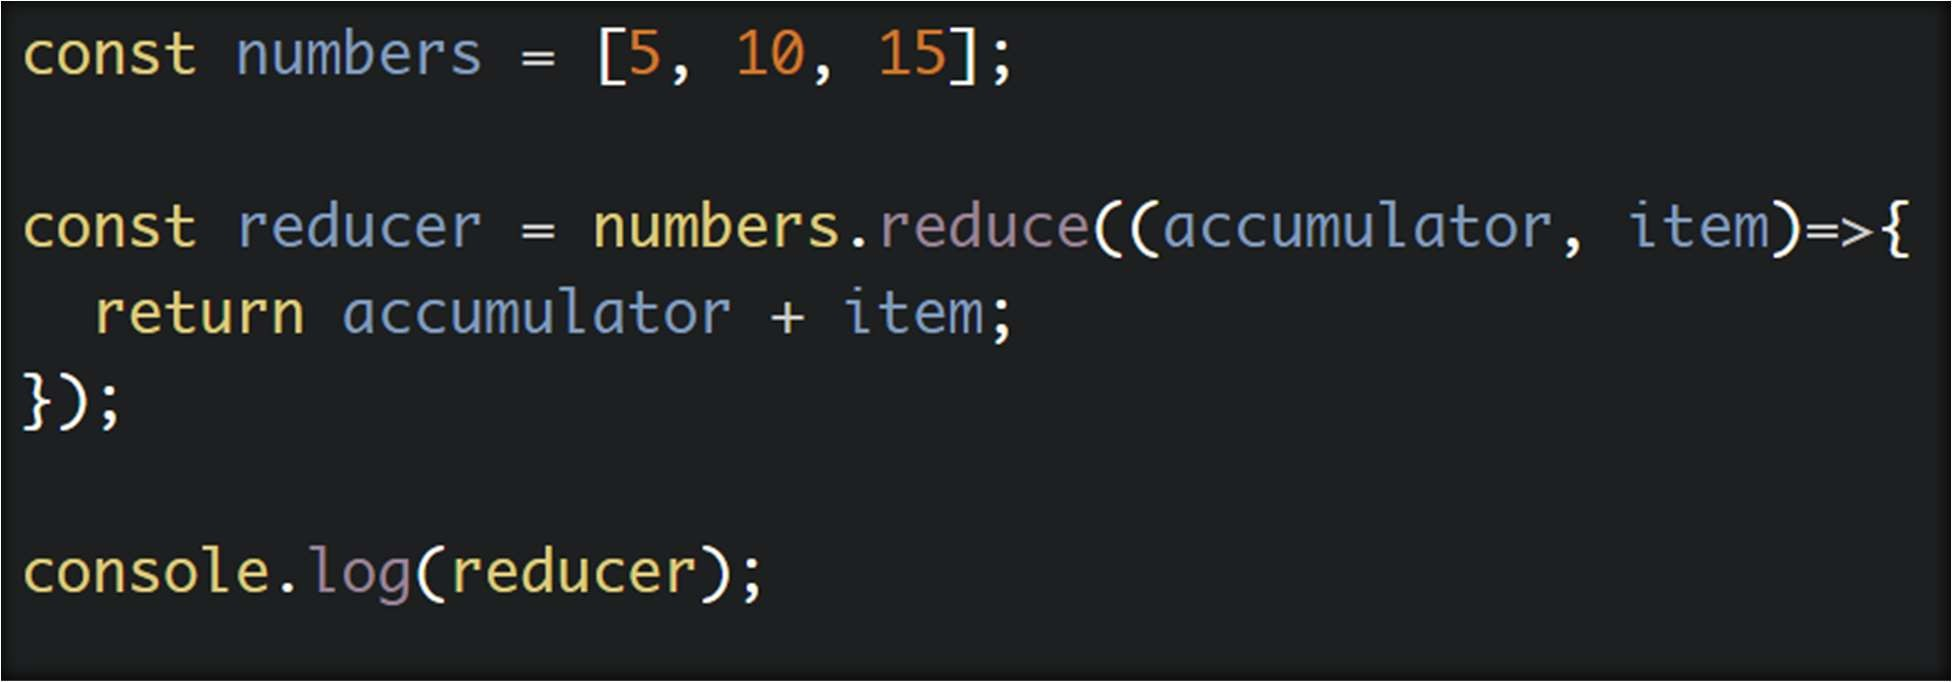 const numbers = [5, 10, 15];
const reducer = numbers.reduce((accumulator, item)=>{
  return accumulator + item;
});
console.log(reducer);